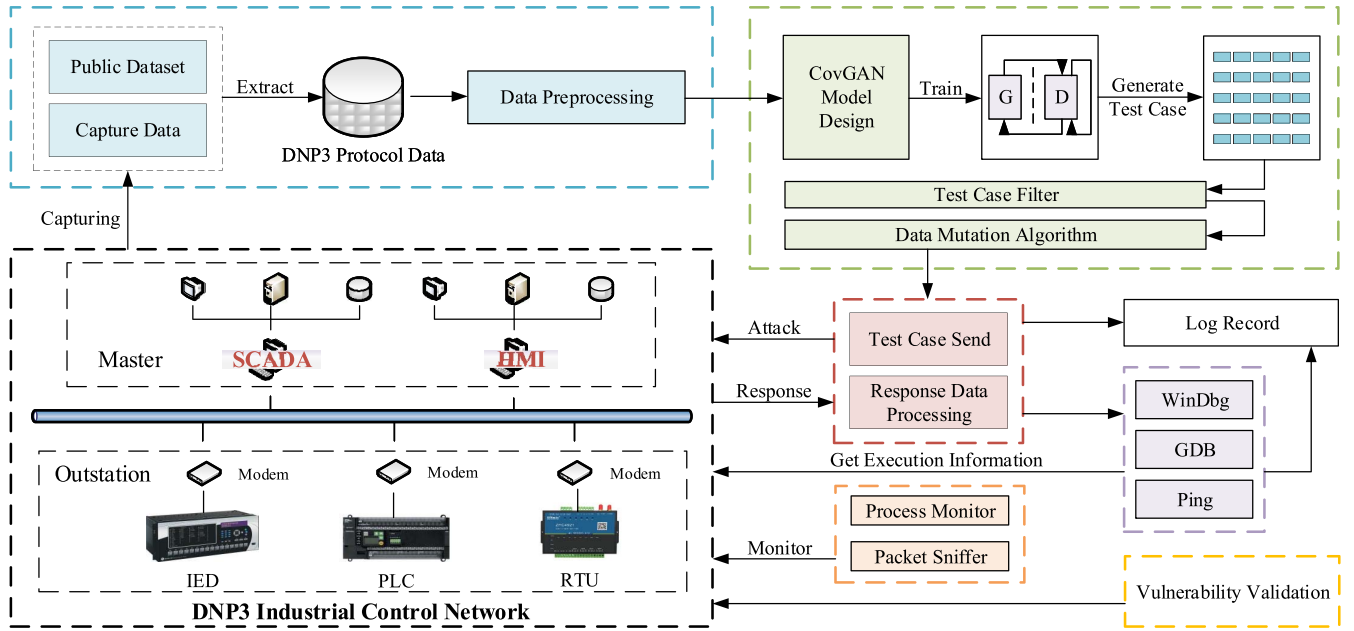 Public Dataset
Capture Data
Extract
DNP3 Protocol Data
Data Preprocessing
CovGAN
Model
Design
Train
G
D
Generate
Test Case
Test Case Filter
Data Mutation Algorithm
Capturing
Master
SCADA
HMI
Attack
Response
Test Case Send
Response Data
Processing
Log Record
WinDbg
GDB
Ping
Get Execution Information
Outstation
Modem
Modem
Modem
IED
PLC
RTU
DNP3 Industrial Control Network
Process Monitor
Packet Sniffer
Monitor
Vulnerability Validation